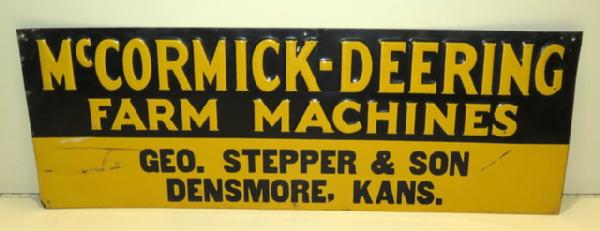 McCORMICK-DEERING
FARM MACHINES
GEO. STEPPER & SON
DENSMORE, KANS.